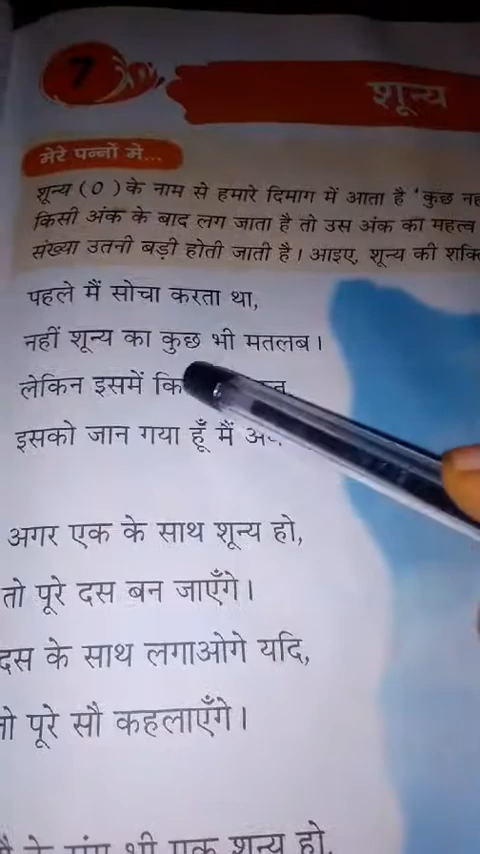 7
शून्य
मेरे पन्नों से...
शून्य (0) के नाम से हमारे दिमाग में आता है 'कुछ
किसी अंक के बाद लग जाता है तो उस अंक का महत्व
संख्या उतनी बड़ी होती जाती है। आइए, शून्य की
पहले मैं सोचा करता था,
नहीं शून्य का कुछ भी मतलब।
लेकिन इसमें
इसको जान गया हूँ मैं
अगर एक के साथ शून्य हो,
तो पूरे दस बन जाएँगे।
दस के साथ लगाओगे यदि,
तो पूरे सौ कहलाएँगे।
भी एक शून्य हो,